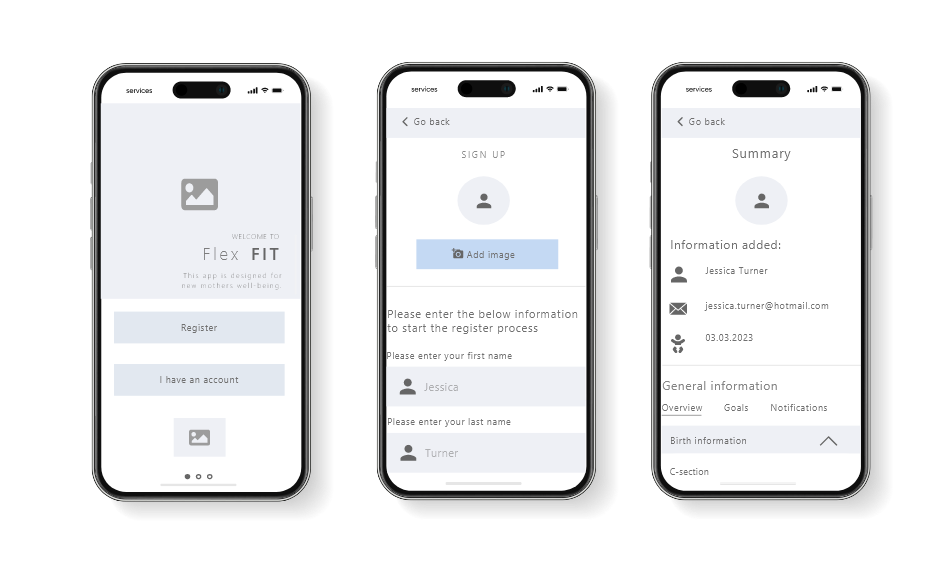 services
WELCOME TO
Flex FIT
This app is designed for
new mothers well-being.
Register
I have an account
services
Go back
SIGN UP
Add image
Please enter the below information
to start the register process
Please enter your first name
Jessica
Please enter your last name
Turner
services
Go back
Summary
Information added:
Jessica Turner
jessica.turner@hotmail.com
03.03.2023
General information
Overview Goals Notifications
Birth information
C-section